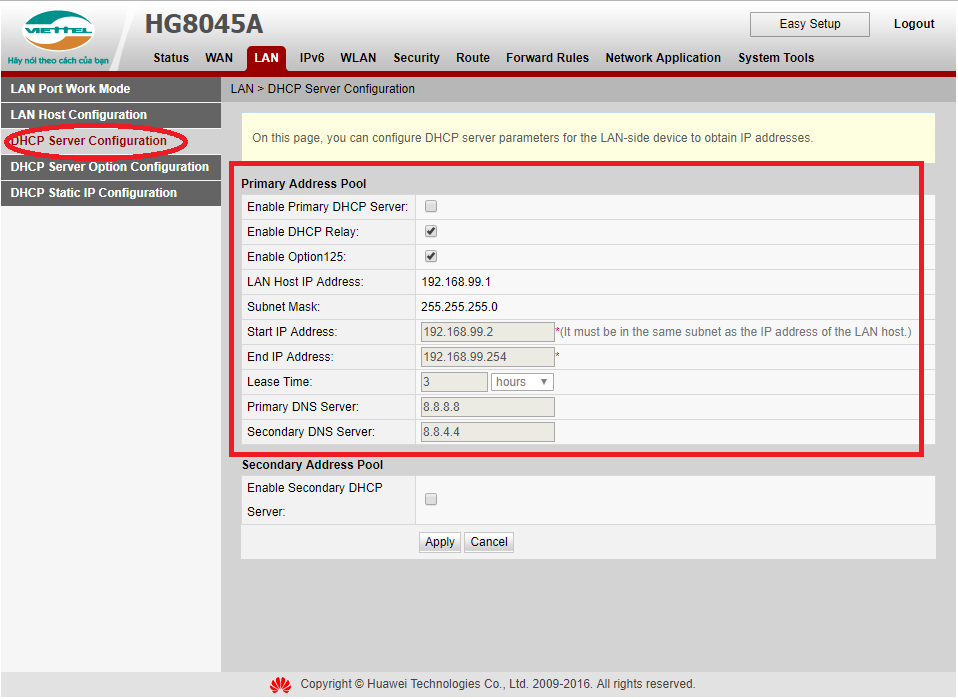 VIETTEL
Hãy nói theo cách của bạn
HG8045A
Easy Setup
Logout
Status WAN LAN IPv6 WLAN Security Route Forward Rules Network Application System Tools
LAN Port Work Mode
LAN Host Configuration
DHCP Server Configuration
DHCP Server Option Configuration
DHCP Static IP Configuration
LAN > DHCP Server Configuration
On this page, you can configure DHCP server parameters for the LAN-side device to obtain IP addresses.
Primary Address Pool
Enable Primary DHCP Server:
Enable DHCP Relay:
Enable Option125:
LAN Host IP Address: 192.168.99.1
Subnet Mask: 255.255.255.0
Start IP Address: 192.168.99.2 *(It must be in the same subnet as the IP address of the LAN host.)
End IP Address: 192.168.99.254 *
Lease Time: 3 hours
Primary DNS Server: 8.8.8.8
Secondary DNS Server: 8.8.4.4
Secondary Address Pool
Enable Secondary DHCP
Server:
Apply Cancel
Copyright © Huawei Technologies Co., Ltd. 2009-2016. All rights reserved.